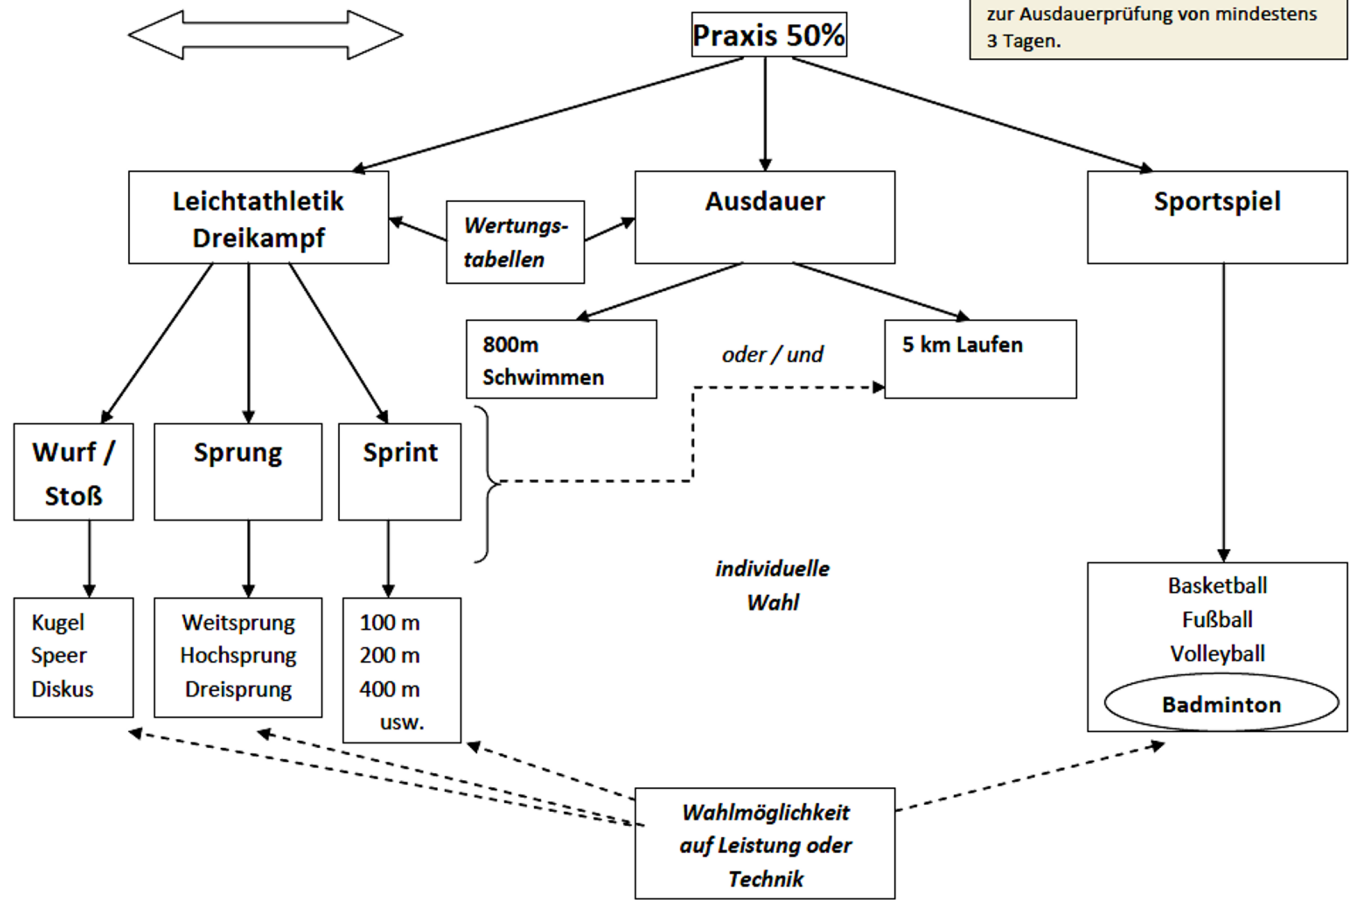 zur Ausdauerprüfung von mindestens
3 Tagen.
Praxis 50%
Leichtathletik
Dreikampf
Wertungs-
tabellen
Ausdauer
Sportspiel
800m
Schwimmen
oder / und
5 km Laufen
Wurf /
Stoß
Sprung
Sprint
individuelle
Wahl
Kugel
Speer
Diskus
Weitsprung
Hochsprung
Dreisprung
100 m
200 m
400 m
usw.
Basketball
Fußball
Volleyball
Badminton
Wahlmöglichkeit
auf Leistung oder
Technik